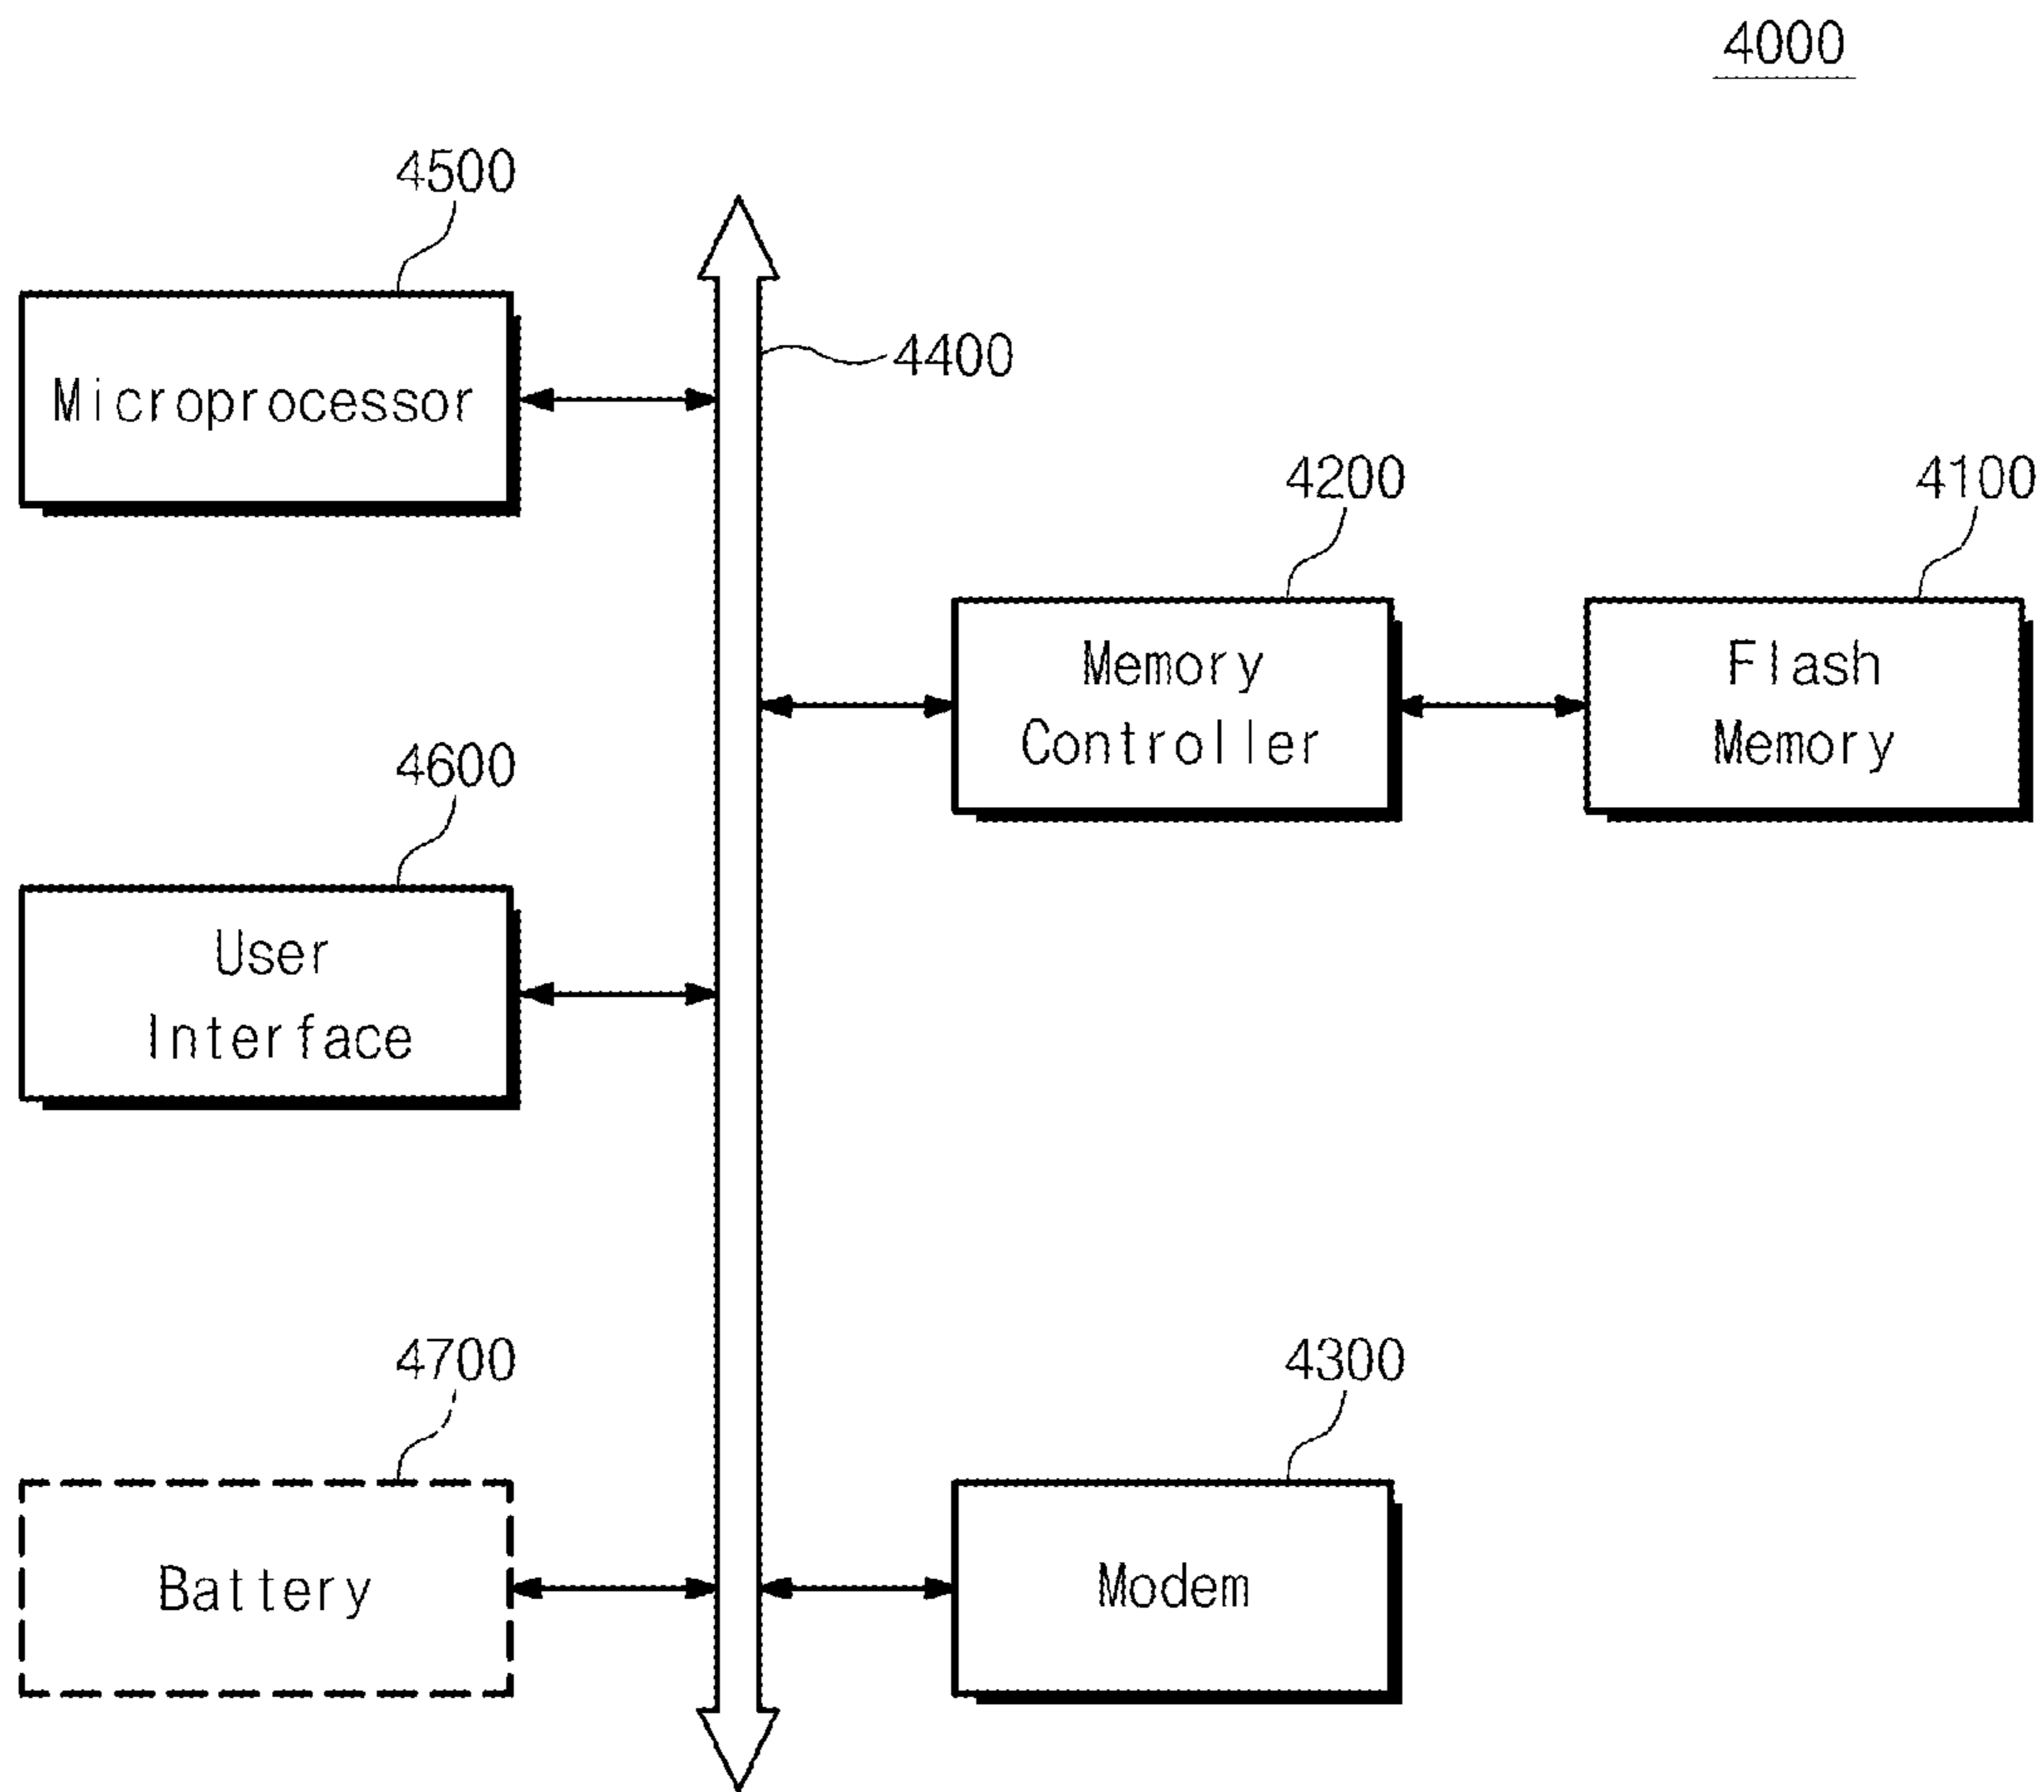 4000
4500
Microprocessor
4400
4200
4100
Memory
Controller
Flash
Memory
4600
User
Interface
4700
4300
Battery
Modem